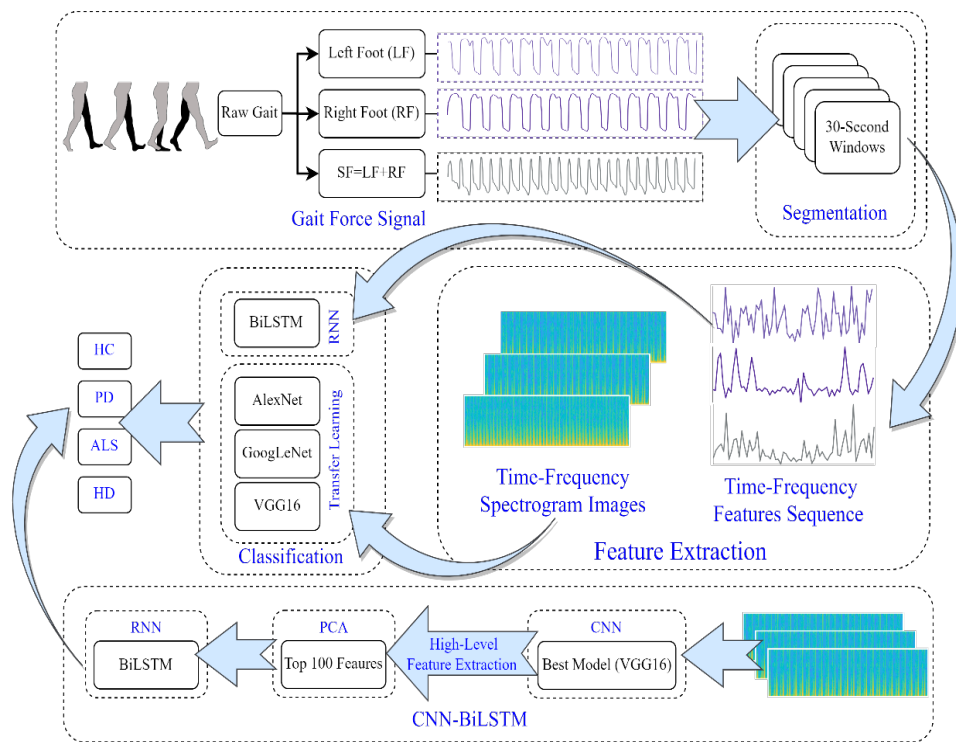 Raw Gait
Left Foot (LF)
Right Foot (RF)
SF=LF+RF
Gait Force Signal
30-Second
Windows
Segmentation
BiLSTM
RNN
AlexNet
GoogLeNet
VGG16
Transfer Learning
Classification
HC
PD
ALS
HD
Time-Frequency
Spectrogram Images
Time-Frequency
Features Sequence
Feature Extraction
RNN
BiLSTM
PCA
Top 100 Feaures
High-Level
Feature Extraction
CNN
Best Model (VGG16)
CNN-BiLSTM